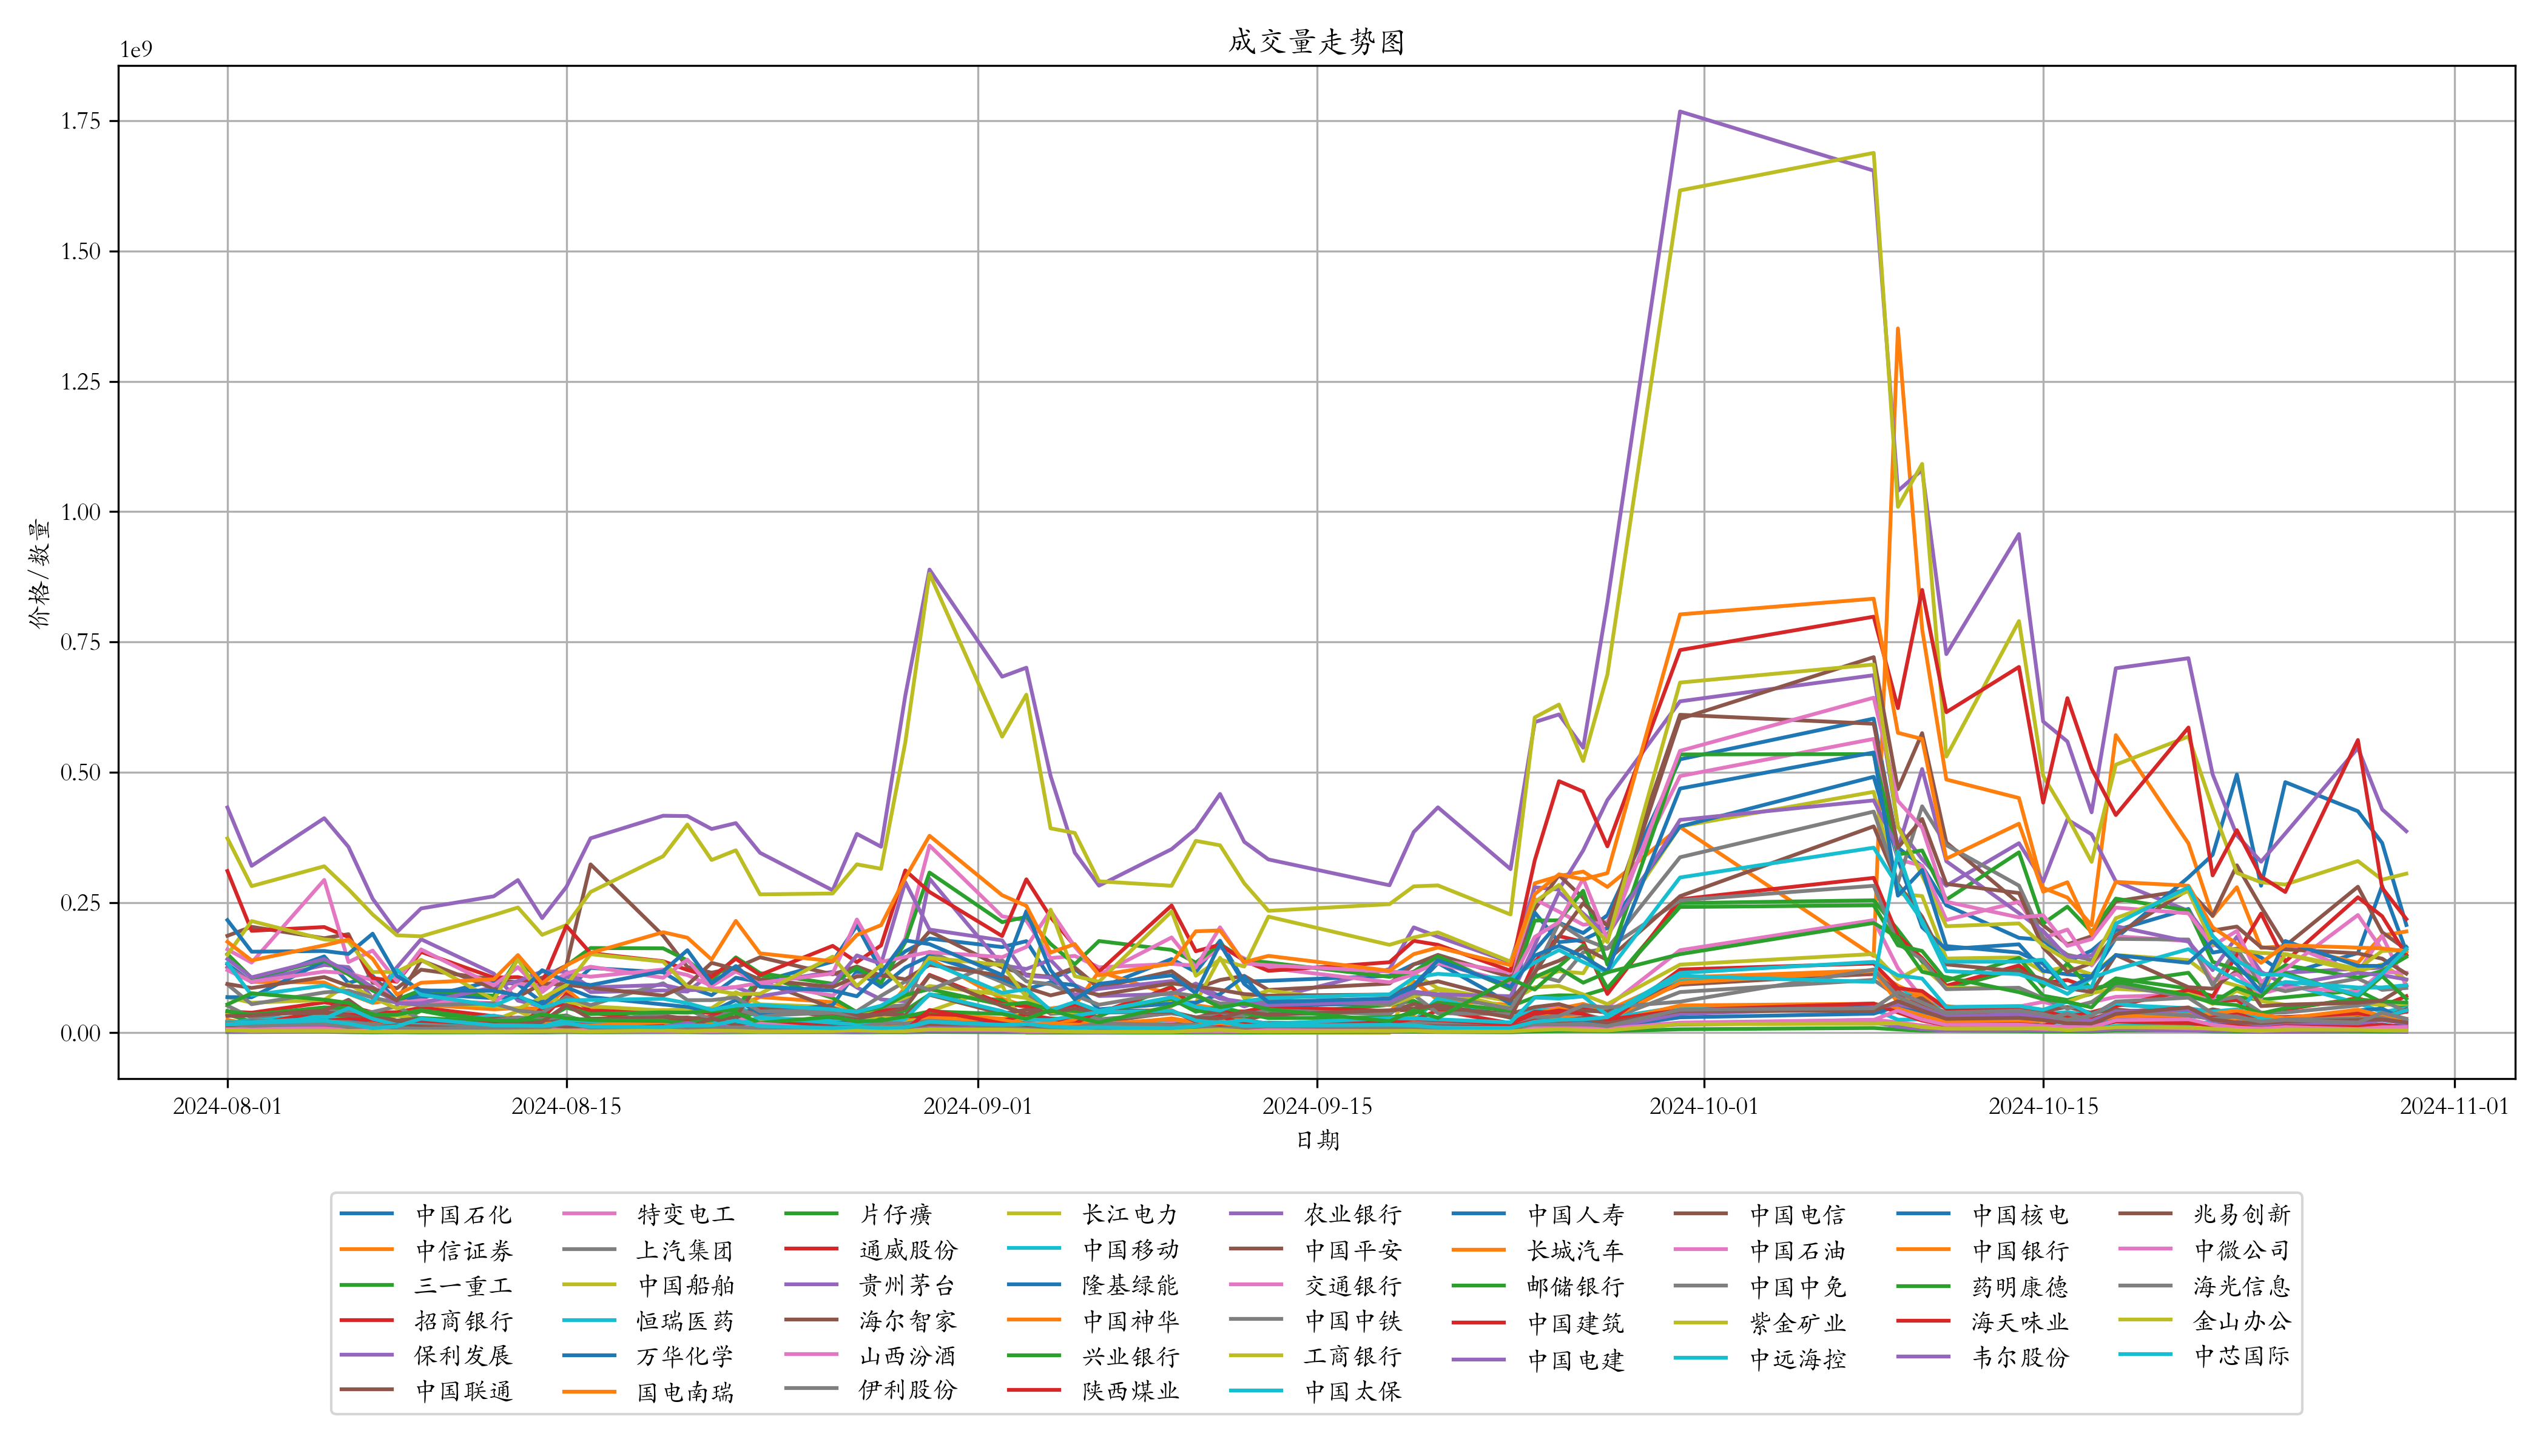 成交量走势图
1e9
1.75
1.50
1.25
1.00
0.75
0.50
0.25
0.00
价格/数量
2024-08-01 2024-08-15 2024-09-01 2024-09-15 2024-10-01 2024-10-15 2024-11-01
日期
中国石化 特变电工 片仔癀 长江电力 农业银行 中国人寿 中国电信 中国核电 兆易创新
中信证券 上汽集团 通威股份 中国移动 中国平安 长城汽车 中国石油 中国银行 中微公司
三一重工 中国船舶 贵州茅台 隆基绿能 交通银行 邮储银行 中国中免 药明康德 海光信息
招商银行 恒瑞医药 海尔智家 中国神华 中国中铁 中国建筑 紫金矿业 海天味业 金山办公
保利发展 万华化学 山西汾酒 兴业银行 工商银行 中国电建 中远海控 韦尔股份 中芯国际
中国联通 国电南瑞 伊利股份 陕西煤业 中国太保